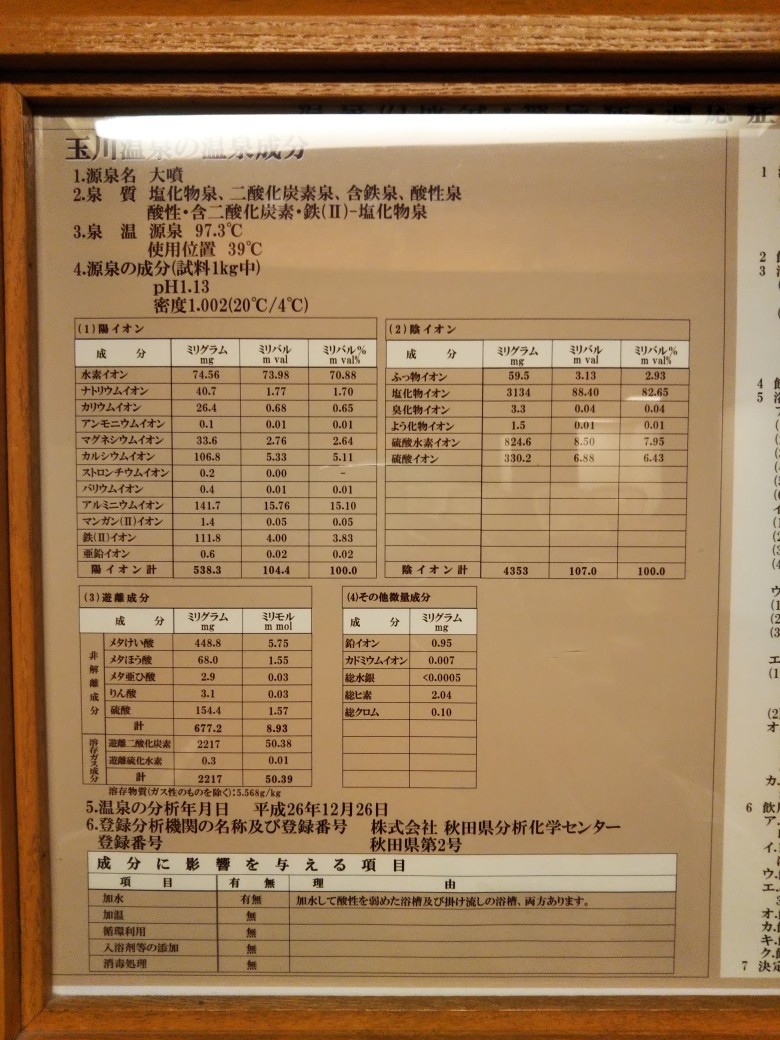 玉川温泉の温泉成分
1.源泉名 大噴
2.泉 質 塩化物泉、二酸化炭素泉、含鉄泉、酸性泉
酸性・含二酸化炭素・鉄(Ⅱ)-塩化物泉
3.泉 温 源泉 97.3℃
使用位置 39℃
4.源泉の成分(試料1kg中)
pH1.13
密度1.002(20℃/4℃)
(1)陽イオン
成 分 ミリグラム mg ミリバル m val ミリバル% m val%
水素イオン 74.56 73.98 70.88
ナトリウムイオン 40.7 1.77 1.70
カリウムイオン 26.4 0.68 0.65
アンモニウムイオン 0.1 0.01 0.01
マグネシウムイオン 33.6 2.76 2.64
カルシウムイオン 106.8 5.33 5.11
ストロンチウムイオン 0.2 0.00 -
バリウムイオン 0.4 0.01 0.01
アルミニウムイオン 141.7 15.76 15.10
マンガン(Ⅱ)イオン 1.4 0.05 0.05
鉄(Ⅱ)イオン 111.8 4.00 3.83
亜鉛イオン 0.6 0.02 0.02
陽イオン計 538.3 104.4 100.0
(2)陰イオン
成 分 ミリグラム mg ミリバル m val ミリバル% m val%
ふっ物イオン 59.5 3.13 2.93
塩化物イオン 3134 88.40 82.65
臭化物イオン 3.3 0.04 0.04
よう化物イオン 1.5 0.01 0.01
硫酸水素イオン 824.6 8.50 7.95
硫酸イオン 330.2 6.88 6.43
陰イオン計 4353 107.0 100.0
(3)遊離成分
成 分 ミリグラム mg ミリモル m mol
非解離成分
メタけい酸 448.8 5.75
メタほう酸 68.0 1.55
メタ亜ひ酸 2.9 0.03
りん酸 3.1 0.03
硫酸 154.4 1.57
計 677.2 8.93
溶存ガス成分
遊離二酸化炭素 2217 50.38
遊離硫化水素 0.3 0.01
計 2217 50.39
(4)その他微量成分
成 分 ミリグラム mg
鉛イオン 0.95
カドミウムイオン 0.007
総水銀 <0.0005
総ヒ素 2.04
総クロム 0.10
溶存物質(ガス性のものを除く):5.568g/kg
5.温泉の分析年月日 平成26年12月26日
6.登録分析機関の名称及び登録番号 株式会社 秋田県分析化学センター
登録番号 秋田県第2号
成分に影響を与える項目
項 目 有 無 理 由
加水 有無 加水して酸性を弱めた浴槽及び掛け流しの浴槽、両方あります。
加温 無
循環利用 無
入浴剤等の添加 無
消毒処理 無
1
2
3
4
5
6
ア.
イ.
ウ.
エ.
オ.
カ.
キ.
ク.
7 決定